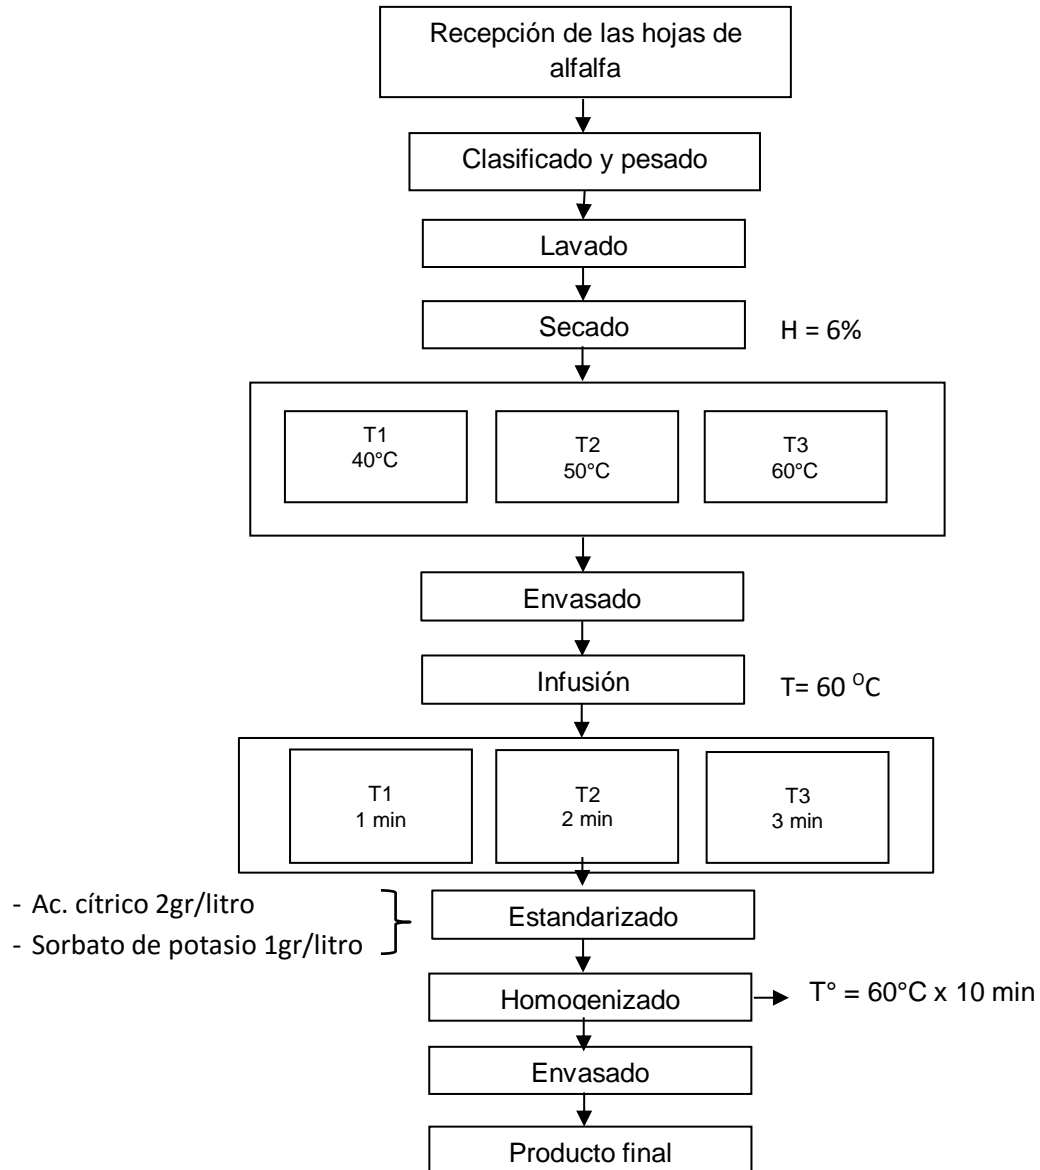 Recepción de las hojas de
alfalfa
Clasificado y pesado
Lavado
Secado
H = 6%
T1
40°C
T2
50°C
T3
60°C
Envasado
Infusión
T= 60 ᴼC
T1
1 min
T2
2 min
T3
3 min
- Ac. cítrico 2gr/litro
- Sorbato de potasio 1gr/litro
Estandarizado
Homogenizado
T° = 60°C x 10 min
Envasado
Producto final